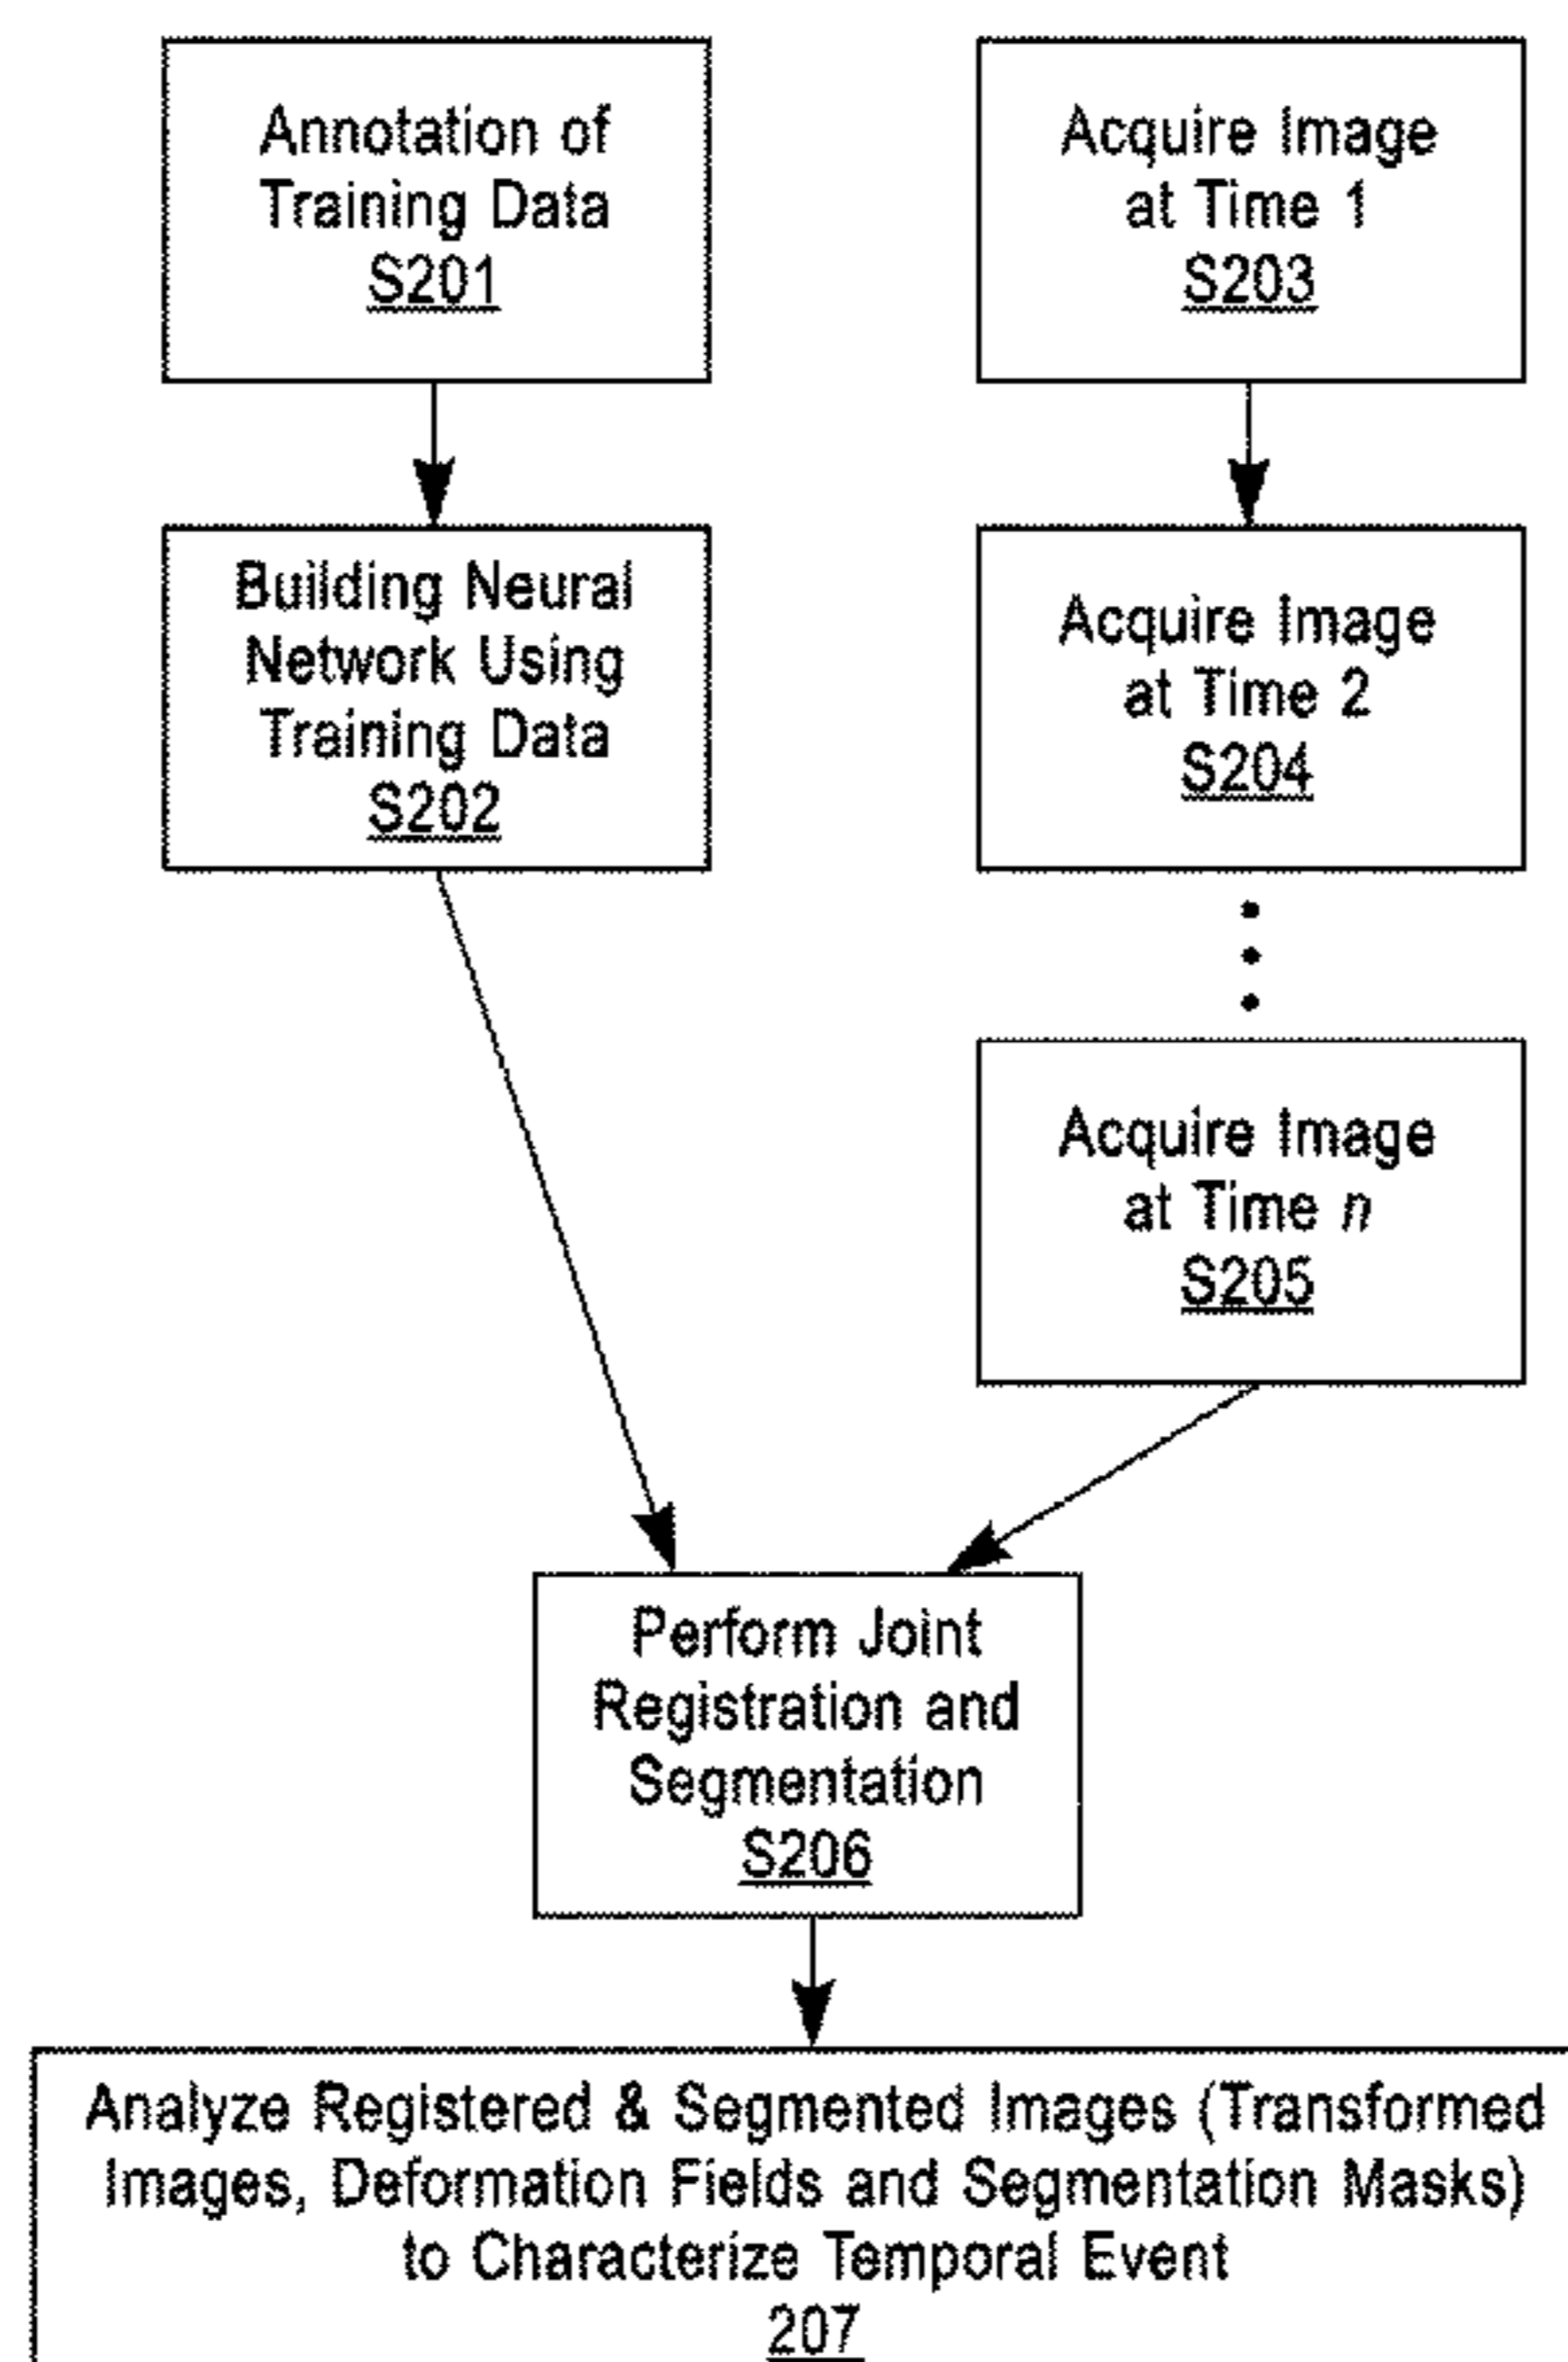 Annotation of
Training Data
S201
Building Neural
Network Using
Training Data
S202
Acquire Image
at Time 1
S203
Acquire Image
at Time 2
S204
Acquire Image
at Time n
S205
Perform Joint
Registration and
Segmentation
S206
Analyze Registered & Segmented Images (Transformed
Images, Deformation Fields and Segmentation Masks)
to Characterize Temporal Event
207